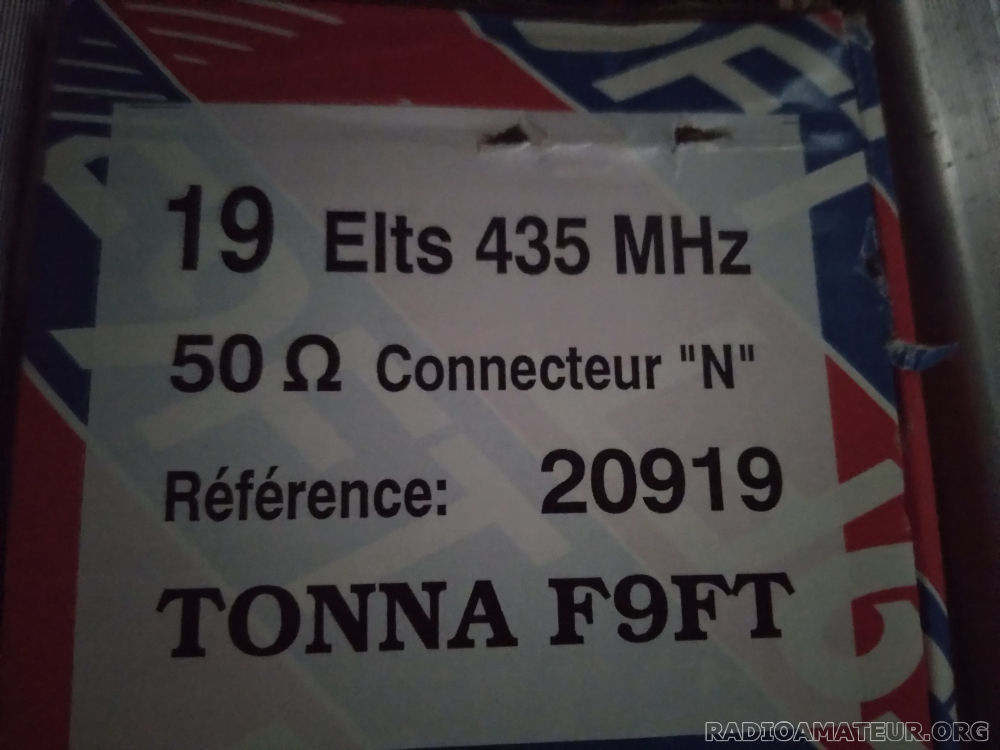 19 Elts 435 MHz
50 Ω Connecteur "N"
Référence: 20919
TONNA F9FT
RADIOAMATEUR.ORG